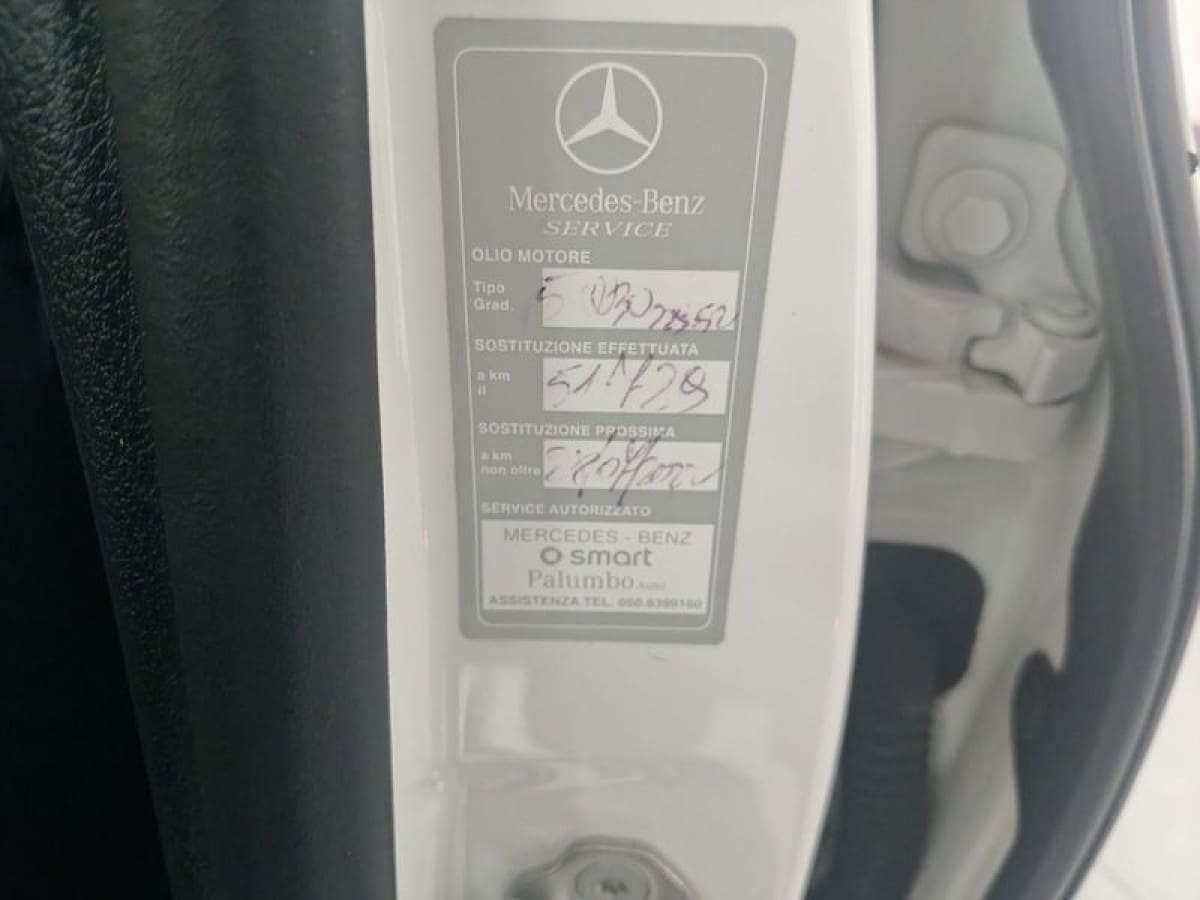 Mercedes-Benz
SERVICE
OLIO MOTORE
Tipo
Grad.
SOSTITUZIONE EFFETTUATA
a km
il
SOSTITUZIONE PROSSIMA
a km
non oltre
SERVICE AUTORIZZATO
MERCEDES - BENZ
smart
Palumbo
ASSISTENZA TEL. 050.6399160